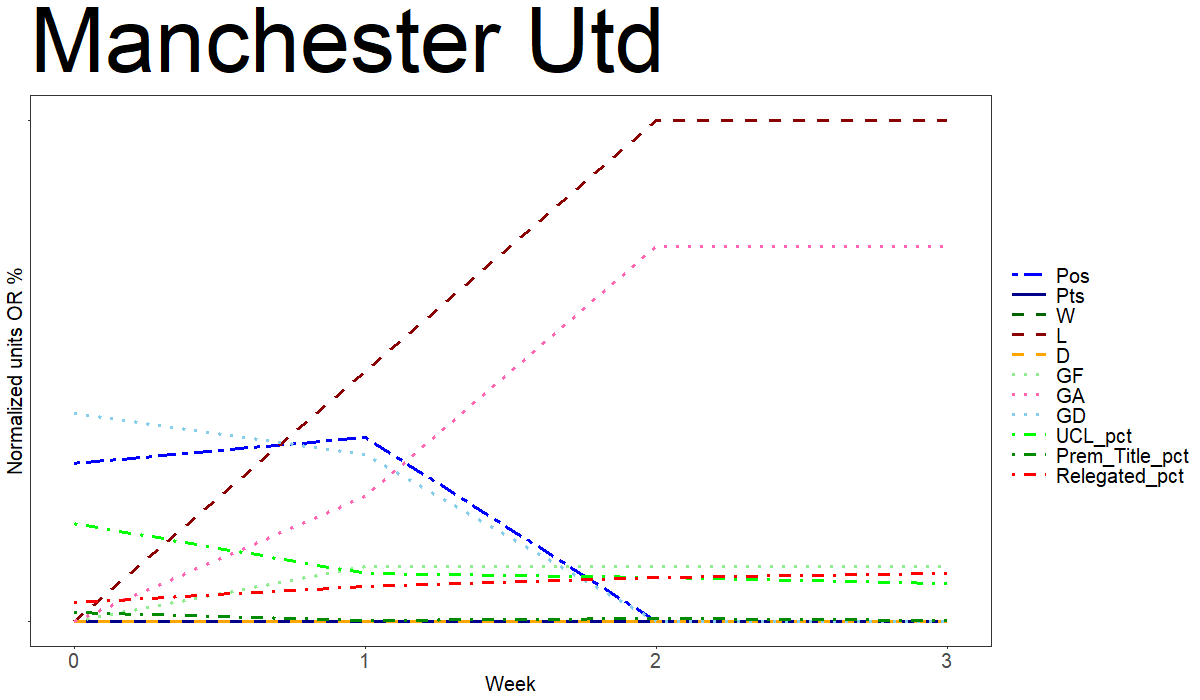 Manchester Utd
Normalized units OR %
0 1 2 3
Week
Pos
Pts
W
L
D
GF
GA
GD
UCL_pct
Prem_Title_pct
Relegated_pct